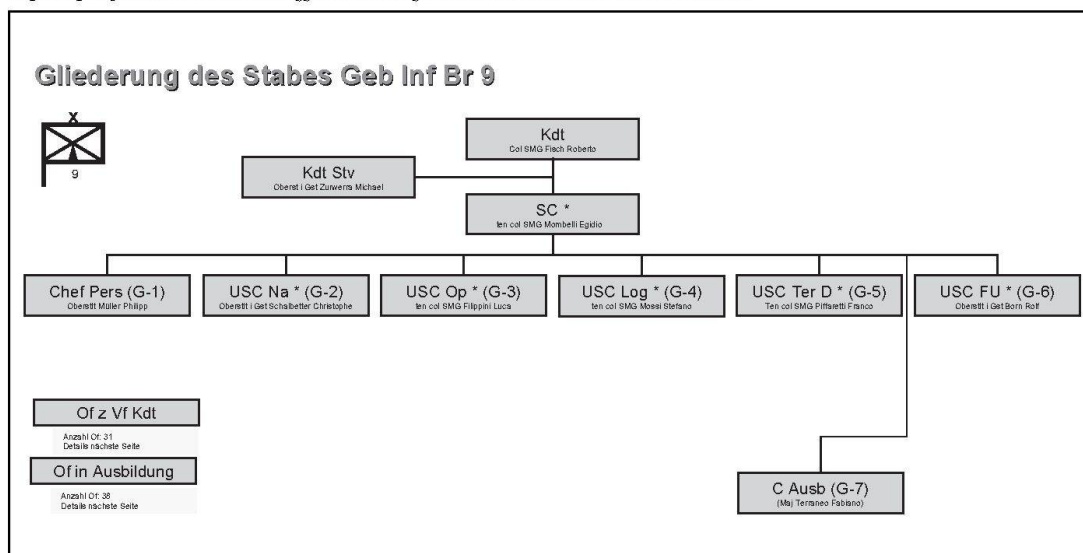 Gliederung des Stabes Geb Inf Br 9
X
9
Kdt
Col SMG Fisch Roberto
Kdt Stv
Oberst i Gst Zurwerra Michael
SC *
ten col SMG Mombelli Egidio
Chef Pers (G-1)
Oberstlt Müller Philipp
USC Na * (G-2)
Oberstlt i Gst Schalbetter Christophe
USC Op * (G-3)
ten col SMG Filippini Luca
USC Log * (G-4)
ten col SMG Mossi Stefano
USC Ter D * (G-5)
Ten col SMG Piffaretti Franco
USC FU * (G-6)
Oberstlt i Gst Born Rolf
Of z Vf Kdt
Anzahl Of: 31
Details nächste Seite
Of in Ausbildung
Anzahl Of: 38
Details nächste Seite
C Ausb (G-7)
(Maj Terraneo Fabiano)